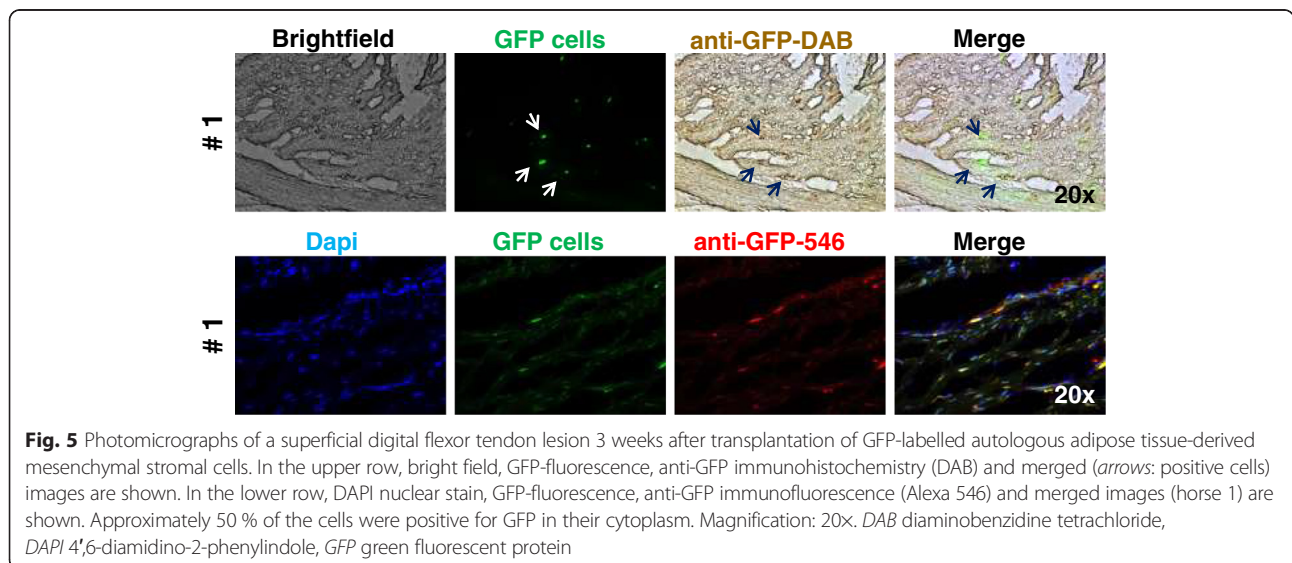 Brightfield GFP cells anti-GFP-DAB Merge
# 1
20x
Dapi GFP cells anti-GFP-546 Merge
# 1
20x
Fig. 5 Photomicrographs of a superficial digital flexor tendon lesion 3 weeks after transplantation of GFP-labelled autologous adipose tissue-derived
mesenchymal stromal cells. In the upper row, bright field, GFP-fluorescence, anti-GFP immunohistochemistry (DAB) and merged (arrows: positive cells)
images are shown. In the lower row, DAPI nuclear stain, GFP-fluorescence, anti-GFP immunofluorescence (Alexa 546) and merged images (horse 1) are
shown. Approximately 50 % of the cells were positive for GFP in their cytoplasm. Magnification: 20×. DAB diaminobenzidine tetrachloride,
DAPI 4′,6-diamidino-2-phenylindole, GFP green fluorescent protein